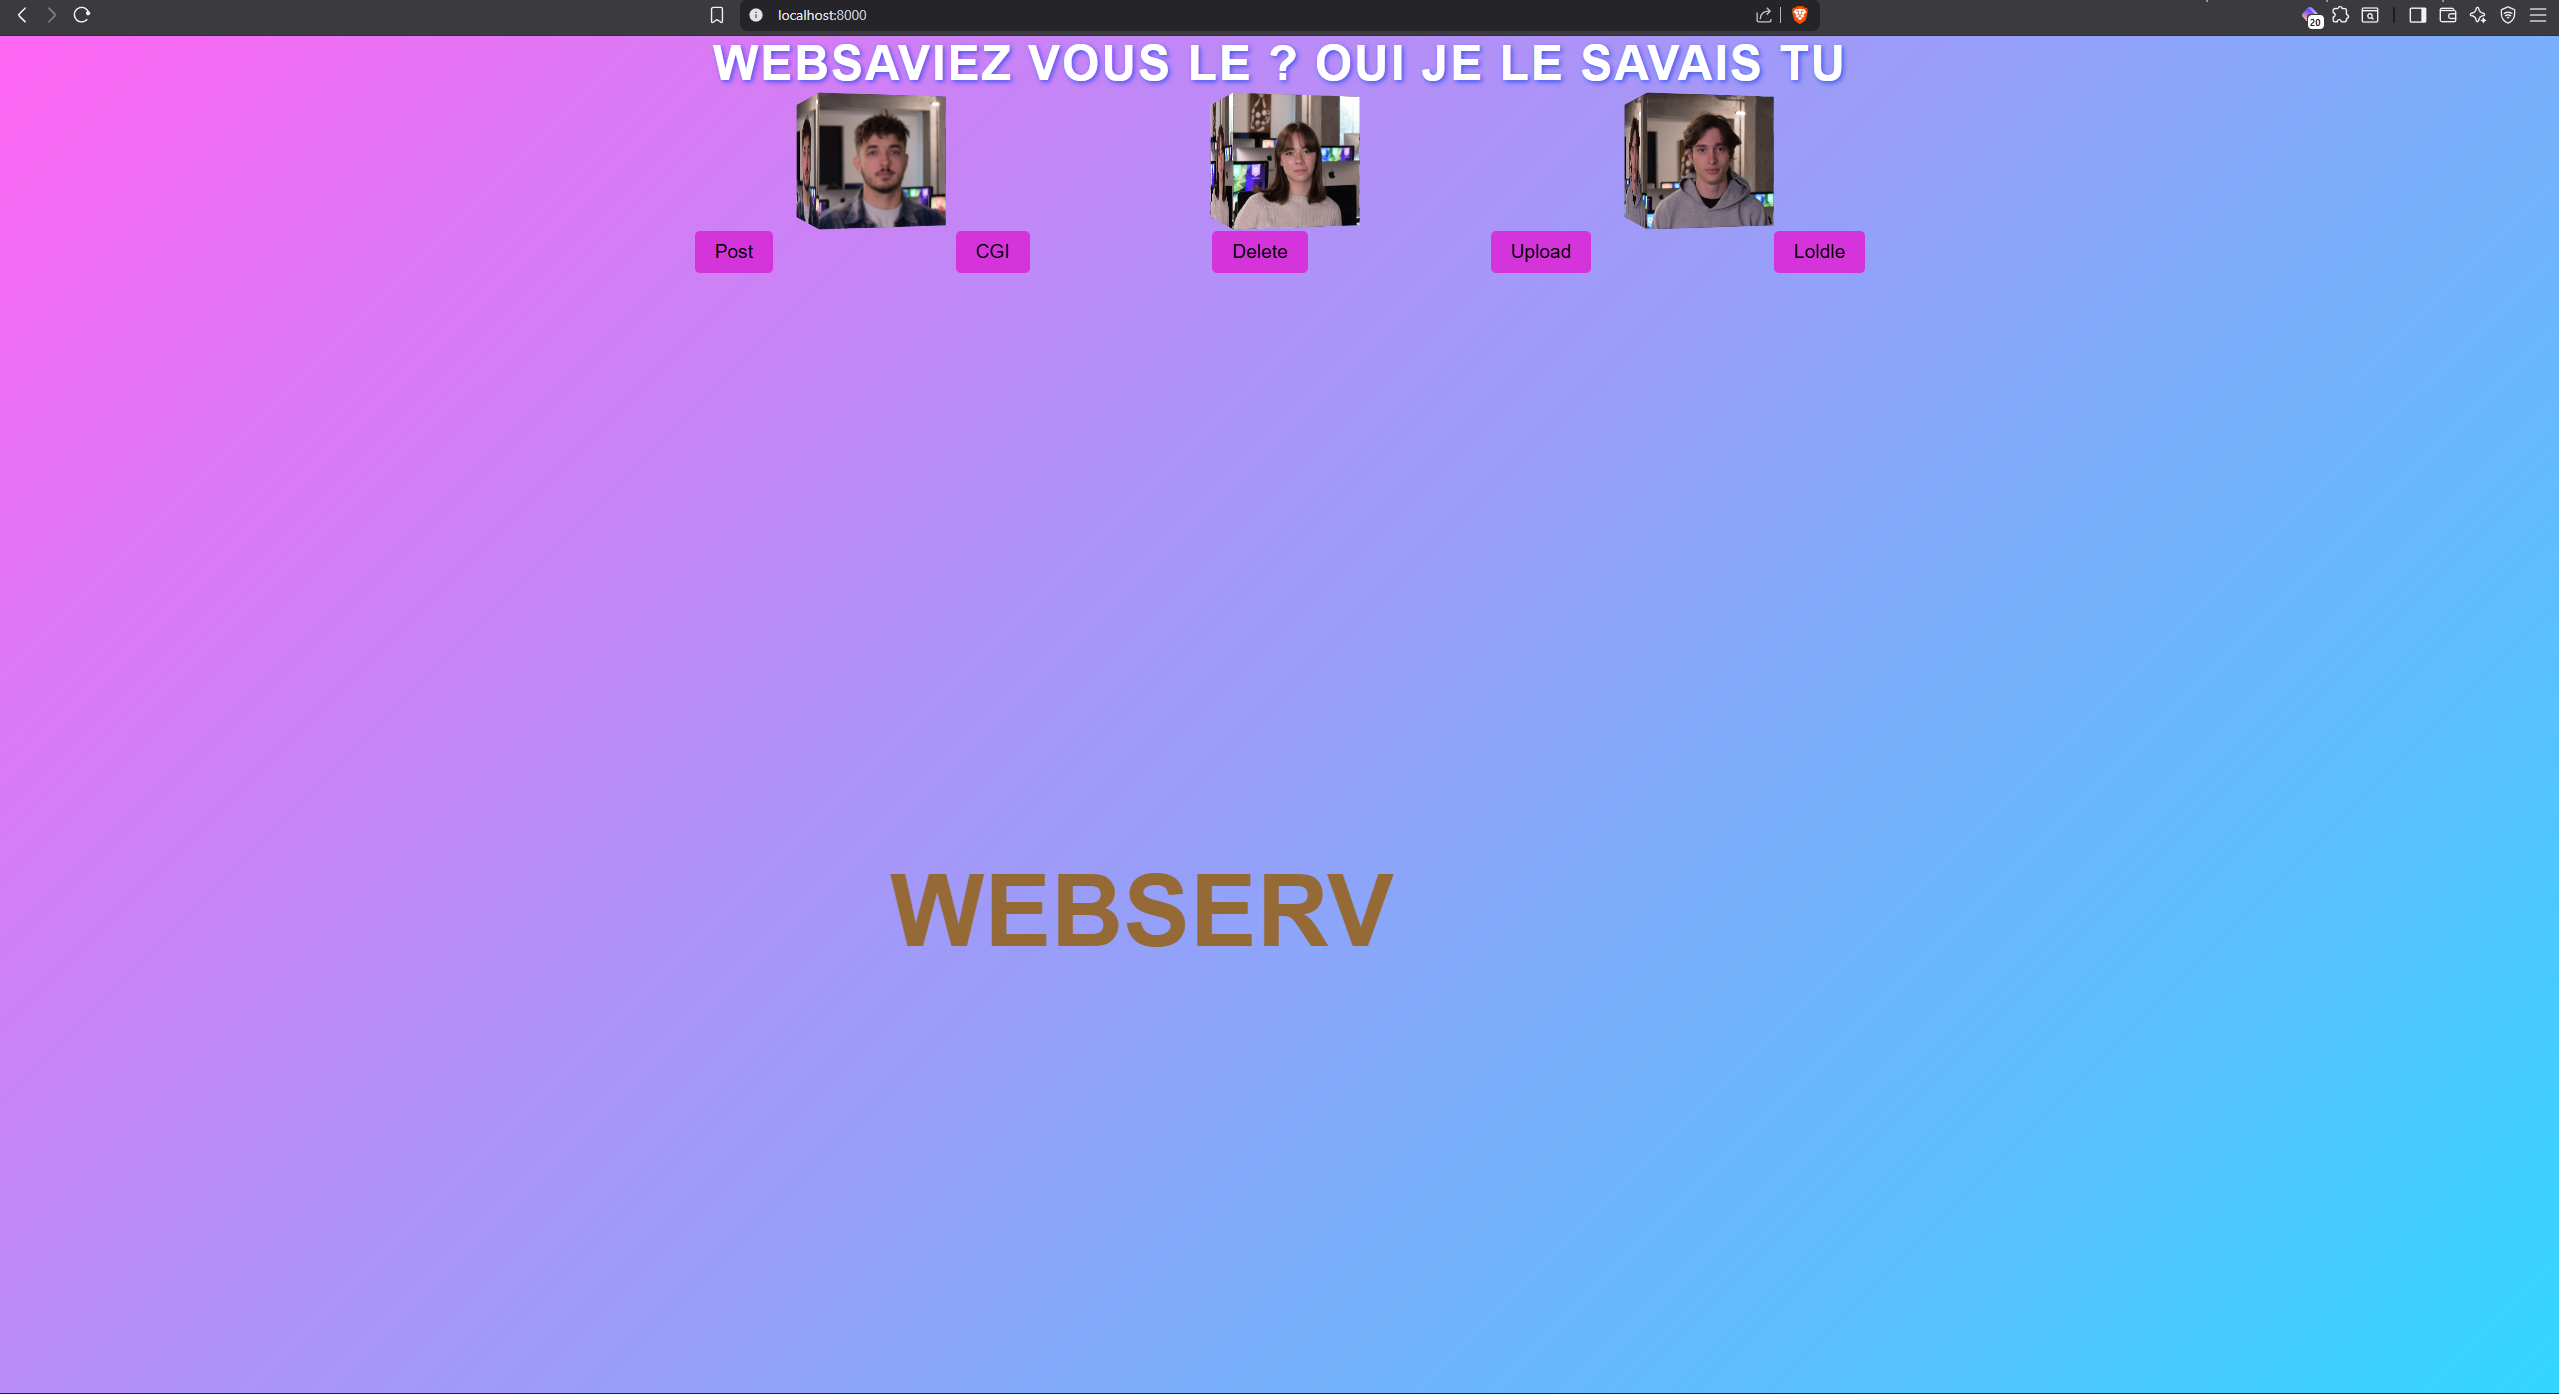 localhost:8000
20
WEBSAVIEZ VOUS LE ? OUI JE LE SAVAIS TU
Post CGI Delete Upload Loldle
WEBSERV